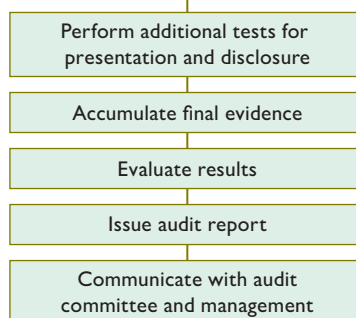 Perform additional tests for
presentation and disclosure
Accumulate final evidence
Evaluate results
Issue audit report
Communicate with audit
committee and management